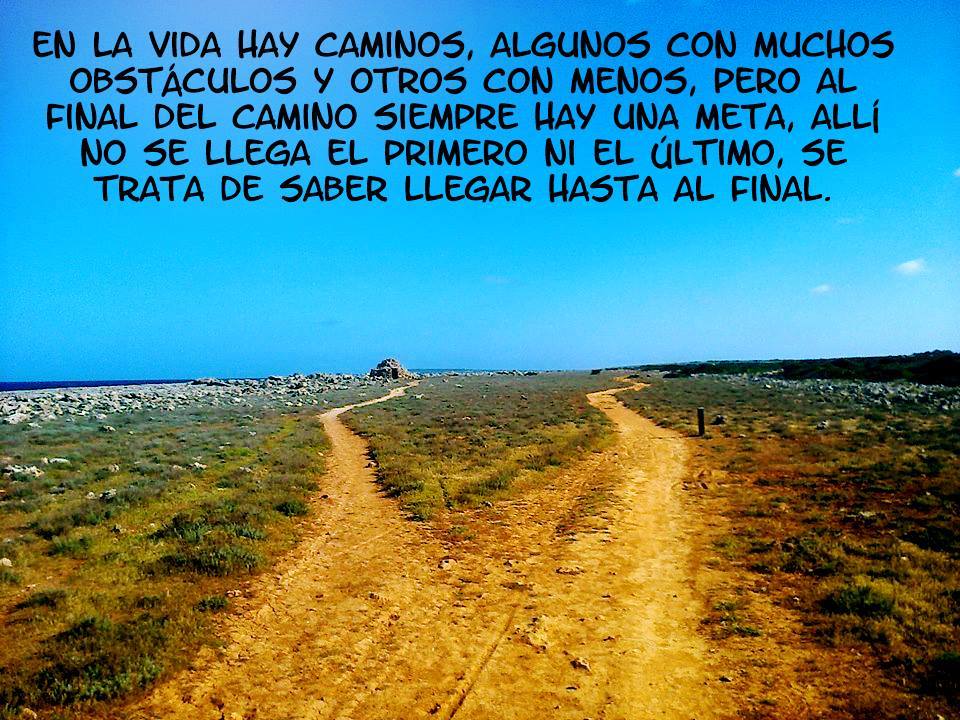 EN LA VIDA HAY CAMINOS, ALGUNOS CON MUCHOS
OBSTÁCULOS Y OTROS CON MENOS, PERO AL
FINAL DEL CAMINO SIEMPRE HAY UNA META, ALLÍ
NO SE LLEGA EL PRIMERO NI EL ÚLTIMO, SE
TRATA DE SABER LLEGAR HASTA AL FINAL.